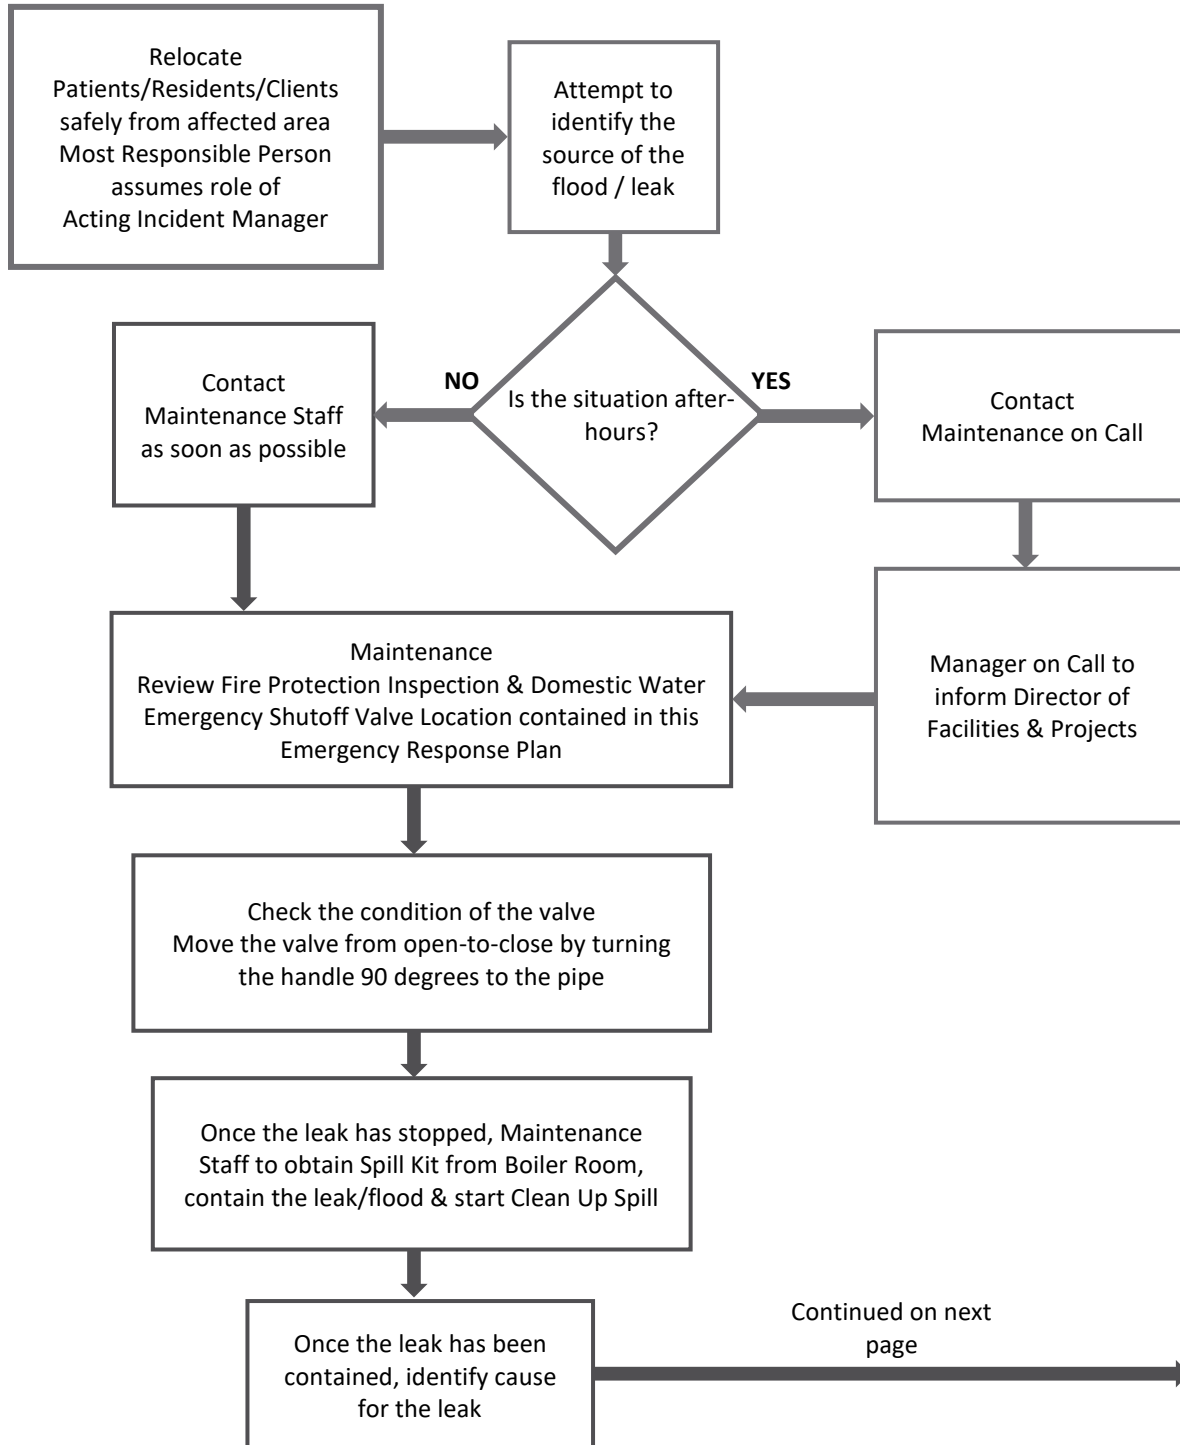 Relocate
Patients/Residents/Clients
safely from affected area
Most Responsible Person
assumes role of
Acting Incident Manager
Attempt to
identify the
source of the
flood / leak
Is the situation after-
hours?
NO
YES
Contact
Maintenance Staff
as soon as possible
Contact
Maintenance on Call
Manager on Call to
inform Director of
Facilities & Projects
Maintenance
Review Fire Protection Inspection & Domestic Water
Emergency Shutoff Valve Location contained in this
Emergency Response Plan
Check the condition of the valve
Move the valve from open-to-close by turning
the handle 90 degrees to the pipe
Once the leak has stopped, Maintenance
Staff to obtain Spill Kit from Boiler Room,
contain the leak/flood & start Clean Up Spill
Once the leak has been
contained, identify cause
for the leak
Continued on next
page